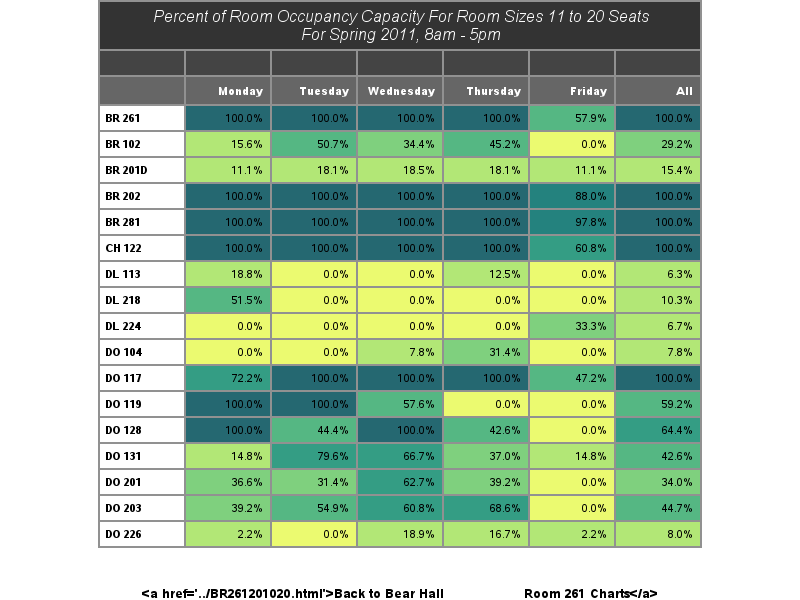 Percent of Room Occupancy Capacity For Room Sizes 11 to 20 Seats
For Spring 2011, 8am - 5pm
Monday Tuesday Wednesday Thursday Friday All
BR 261 100.0% 100.0% 100.0% 100.0% 57.9% 100.0%
BR 102 15.6% 50.7% 34.4% 45.2% 0.0% 29.2%
BR 201D 11.1% 18.1% 18.5% 18.1% 11.1% 15.4%
BR 202 100.0% 100.0% 100.0% 100.0% 88.0% 100.0%
BR 281 100.0% 100.0% 100.0% 100.0% 97.8% 100.0%
CH 122 100.0% 100.0% 100.0% 100.0% 60.8% 100.0%
DL 113 18.8% 0.0% 0.0% 12.5% 0.0% 6.3%
DL 218 51.5% 0.0% 0.0% 0.0% 0.0% 10.3%
DL 224 0.0% 0.0% 0.0% 0.0% 33.3% 6.7%
DO 104 0.0% 0.0% 7.8% 31.4% 0.0% 7.8%
DO 117 72.2% 100.0% 100.0% 100.0% 47.2% 100.0%
DO 119 100.0% 100.0% 57.6% 0.0% 0.0% 59.2%
DO 128 100.0% 44.4% 100.0% 42.6% 0.0% 64.4%
DO 131 14.8% 79.6% 66.7% 37.0% 14.8% 42.6%
DO 201 36.6% 31.4% 62.7% 39.2% 0.0% 34.0%
DO 203 39.2% 54.9% 60.8% 68.6% 0.0% 44.7%
DO 226 2.2% 0.0% 18.9% 16.7% 2.2% 8.0%
<a href='../BR261201020.html'>Back to Bear Hall Room 261 Charts</a>